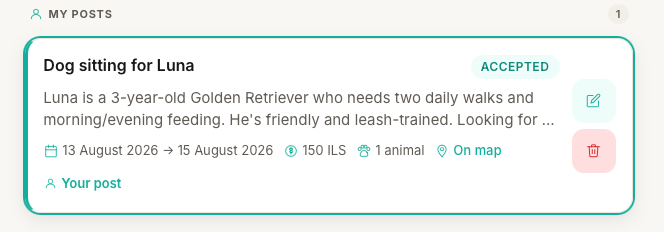 MY POSTS 1
Dog sitting for Luna ACCEPTED
Luna is a 3-year-old Golden Retriever who needs two daily walks and
morning/evening feeding. He's friendly and leash-trained. Looking for ...
13 August 2026 → 15 August 2026 150 ILS 1 animal On map
Your post